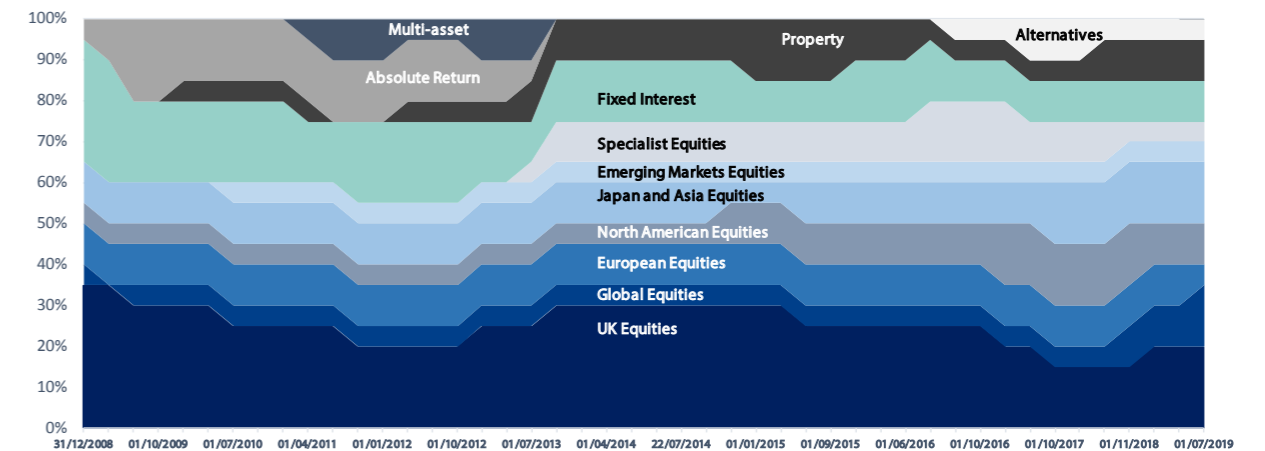 100%
90%
80%
70%
60%
50%
40%
30%
20%
10%
0%
Multi-asset
Absolute Return
Property
Alternatives
Fixed Interest
Specialist Equities
Emerging Markets Equities
Japan and Asia Equities
North American Equities
European Equities
Global Equities
UK Equities
31/12/2008 01/10/2009 01/07/2010 01/04/2011 01/01/2012 01/10/2012 01/07/2013 01/04/2014 22/07/2014 01/01/2015 01/09/2015 01/06/2016 01/10/2016 01/10/2017 01/11/2018 01/07/2019